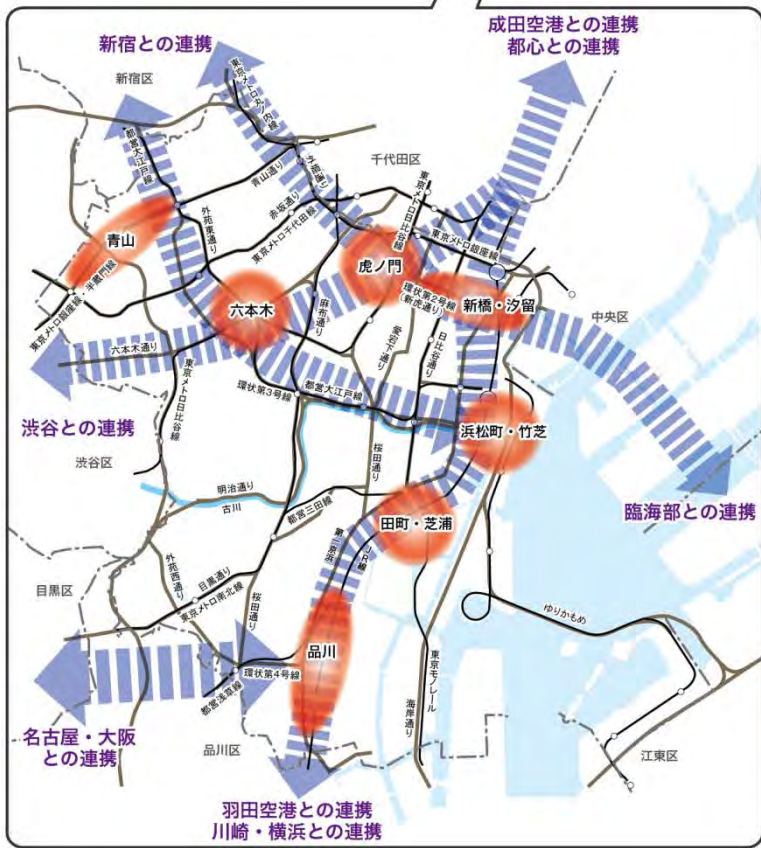 新宿との連携
成田空港との連携
都心との連携
新宿区
東京メトロ丸ノ内線
都営大江戸線
千代田区
青山通り
外堀通り
赤坂通り
東京メトロ千代田線
東京メトロ日比谷線
東京メトロ銀座線
外苑東通り
青山
虎ノ門
六本木
麻布通り
環状第2号線
(新虎通り)
新橋・汐留
中央区
東京メトロ銀座線・半蔵門線
愛宕下通り
日比谷通り
六本木通り
東京メトロ日比谷線
環状第3号線
都営大江戸線
渋谷との連携
渋谷区
浜松町・竹芝
桜田通り
明治通り
古川
都営三田線
田町・芝浦
臨海部との連携
第一京浜
JR線
外苑西通り
目黒区
目黒通り
東京メトロ南北線
桜田通り
ゆりかもめ
品川
環状第4号線
都営浅草線
東京モノレール
海岸通り
名古屋・大阪
との連携
品川区
江東区
羽田空港との連携
川崎・横浜との連携